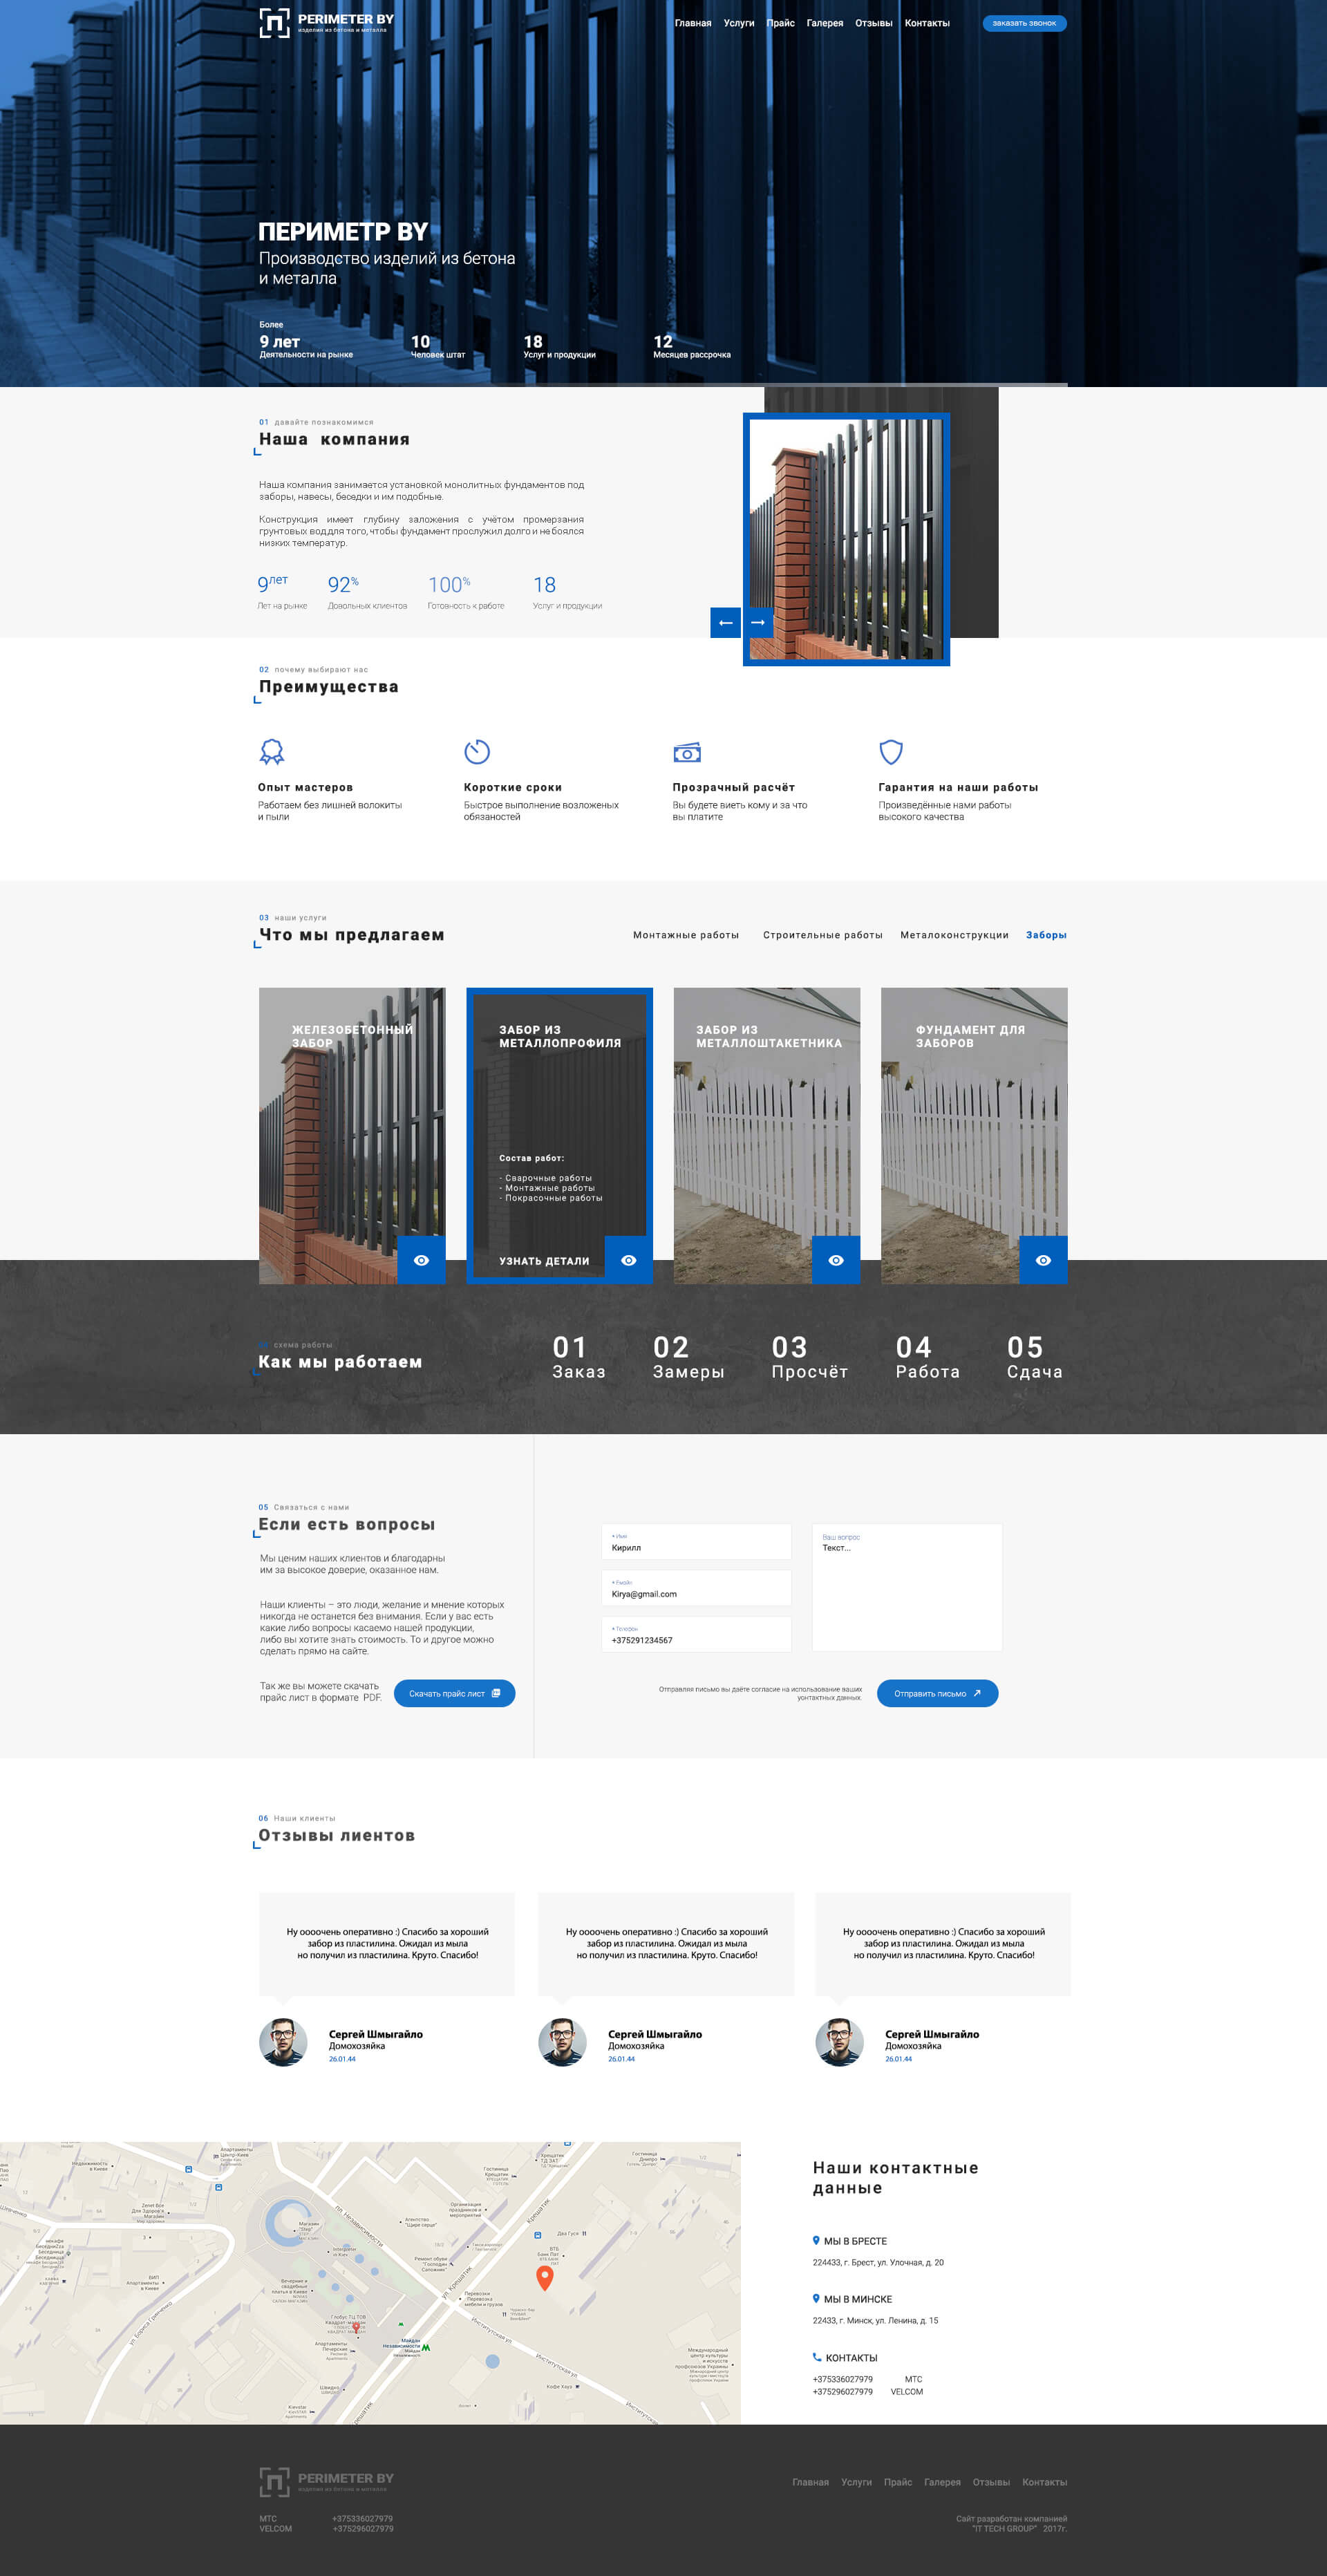 PERIMETER BY
изделия из бетона и металла
Главная Услуги Прайс Галерея Отзывы Контакты
заказать звонок
ПЕРИМЕТР BY
Производство изделий из бетона
и металла
Более
9 лет
Деятельности на рынке
10
Человек штат
18
Услуг и продукции
12
Месяцев рассрочка
01 давайте познакомимся
Наша компания
Наша компания занимается установкой монолитных фундаментов под
заборы, навесы, беседки и им подобные.
Конструкция имеет глубину заложения с учётом промерзания
грунтовых вод,для того, чтобы фундамент прослужил долго и не боялся
низких температур.
9 лет
Лет на рынке
92%
Довольных клиентов
100%
Готовность к работе
18
Услуг и продукции
02 почему выбирают нас
Преимущества
Опыт мастеров
Работаем без лишней волокиты
и пыли
Короткие сроки
Быстрое выполнение возложеных
обязаностей
Прозрачный расчёт
Вы будете виеть кому и за что
вы платите
Гарантия на наши работы
Произведённые нами работы
высокого качества
03 наши услуги
Что мы предлагаем
Монтажные работы Строительные работы Металоконструкции Заборы
ЖЕЛЕЗОБЕТОННЫЙ
ЗАБОР
ЗАБОР ИЗ
МЕТАЛЛОПРОФИЛЯ
Состав работ:
- Сварочные работы
- Монтажные работы
- Покрасочные работы
УЗНАТЬ ДЕТАЛИ
ЗАБОР ИЗ
МЕТАЛЛОШТАКЕТНИКА
ФУНДАМЕНТ ДЛЯ
ЗАБОРОВ
схема работы
Как мы работаем
01
Заказ
02
Замеры
03
Просчёт
04
Работа
05
Сдача
05 Связаться с нами
Если есть вопросы
Мы ценим наших клиентов и благодарны
им за высокое доверие, оказанное нам.
Наши клиенты – это люди, желание и мнение которых
никогда не останется без внимания. Если у вас есть
какие либо вопросы касаемо нашей продукции,
либо вы хотите знать стоимость. То и другое можно
сделать прямо на сайте.
Так же вы можете скачать
прайс лист в формате PDF.
Скачать прайс лист
* Имя
Кирилл
* Емайл
Kirya@gmail.com
* Телефон
+375291234567
Ваш вопрос
Текст...
Отправляя письмо вы даёте согласие на использование ваших
уонтактных данных.
Отправить письмо
06 Наши клиенты
Отзывы лиентов
Ну оооочень оперативно :) Спасибо за хороший
забор из пластилина. Ожидал из мыла
но получил из пластилина. Круто. Спасибо!
Сергей Шмыгайло
Домохозяйка
26.01.44
Ну оооочень оперативно :) Спасибо за хороший
забор из пластилина. Ожидал из мыла
но получил из пластилина. Круто. Спасибо!
Сергей Шмыгайло
Домохозяйка
26.01.44
Ну оооочень оперативно :) Спасибо за хороший
забор из пластилина. Ожидал из мыла
но получил из пластилина. Круто. Спасибо!
Сергей Шмыгайло
Домохозяйка
26.01.44
пл. Независимости
Крещатик
ул. Крещатик
Институтская ул.
ул. Бориса Гринченко
Майдан
Независимости
Наши контактные
данные
МЫ В БРЕСТЕ
224433, г. Брест, ул. Улочная, д. 20
МЫ В МИНСКЕ
22433, г. Минск, ул. Ленина, д. 15
КОНТАКТЫ
+375336027979 МТС
+375296027979 VELCOM
PERIMETER BY
изделия из бетона и металла
Главная Услуги Прайс Галерея Отзывы Контакты
МТС +375336027979
VELCOM +375296027979
Сайт разработан компанией
"IT TECH GROUP" 2017г.